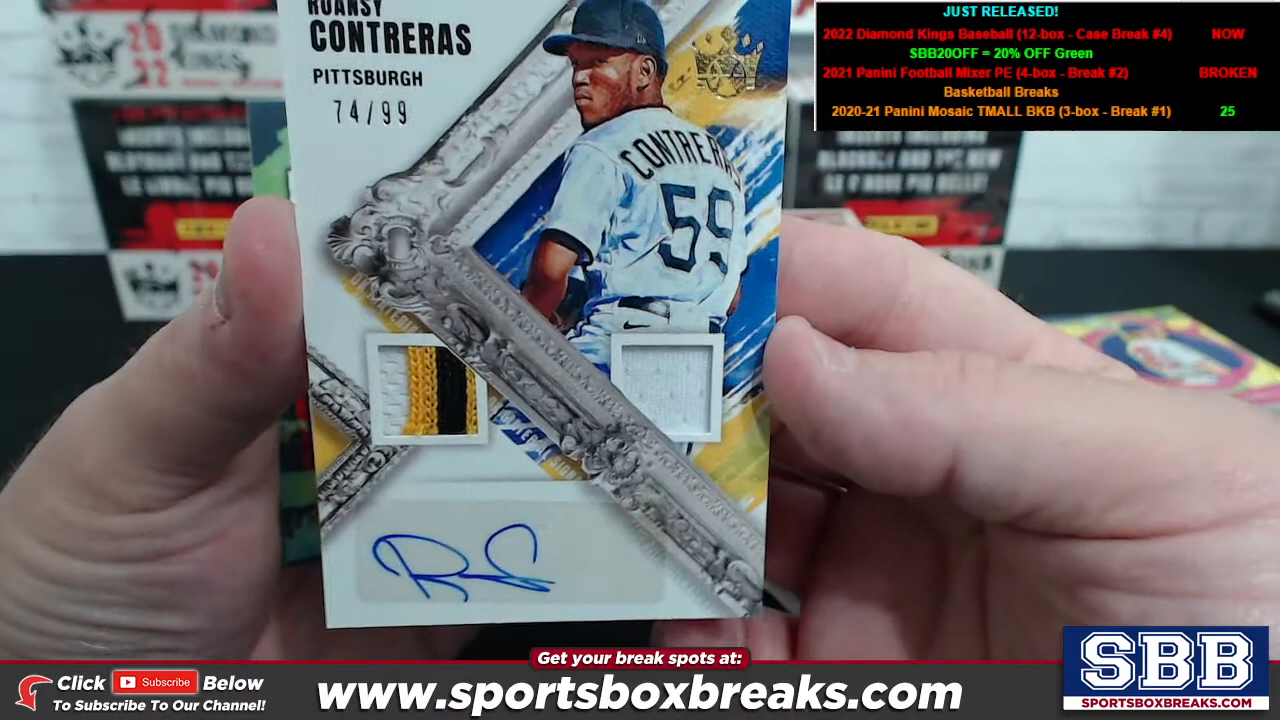 ROANSY
CONTRERAS
PITTSBURGH
74/99
CONTRERAS
59
JUST RELEASED!
2022 Diamond Kings Baseball (12-box - Case Break #4) NOW
SBB20OFF = 20% OFF Green
2021 Panini Football Mixer PE (4-box - Break #2) BROKEN
Basketball Breaks
2020-21 Panini Mosaic TMALL BKB (3-box - Break #1) 25
Get your break spots at:
Click Subscribe Below
To Subscribe To Our Channel!
www.sportsboxbreaks.com
SBB
SPORTSBOXBREAKS.COM